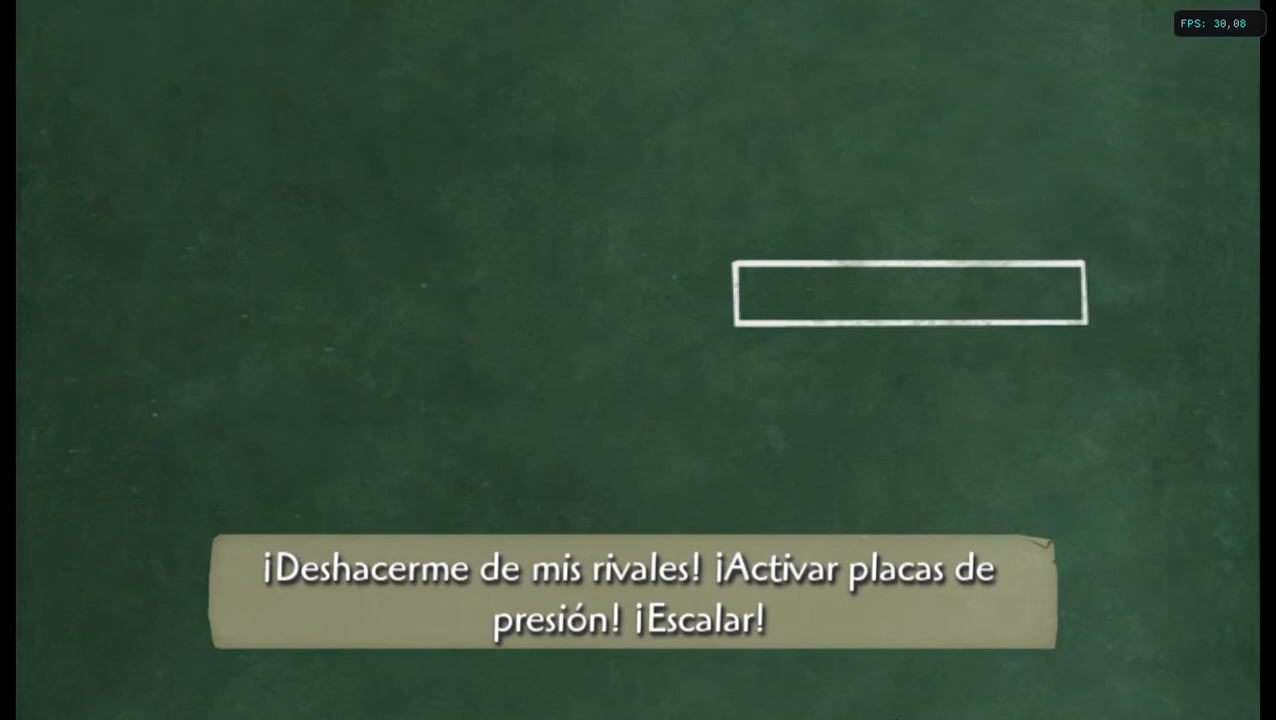 FPS: 30,08
¡Deshacerme de mis rivales! ¡Activar placas de
presión! ¡Escalar!